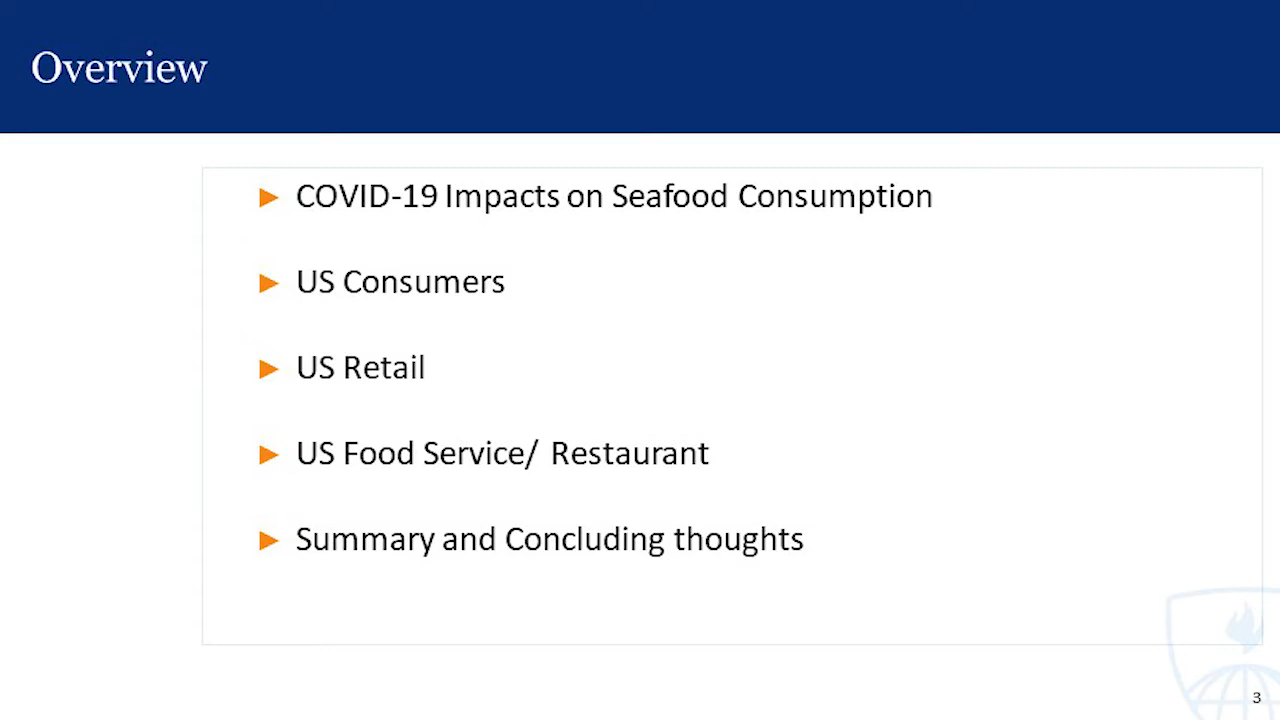 Overview
► COVID-19 Impacts on Seafood Consumption
► US Consumers
► US Retail
► US Food Service/ Restaurant
► Summary and Concluding thoughts
3